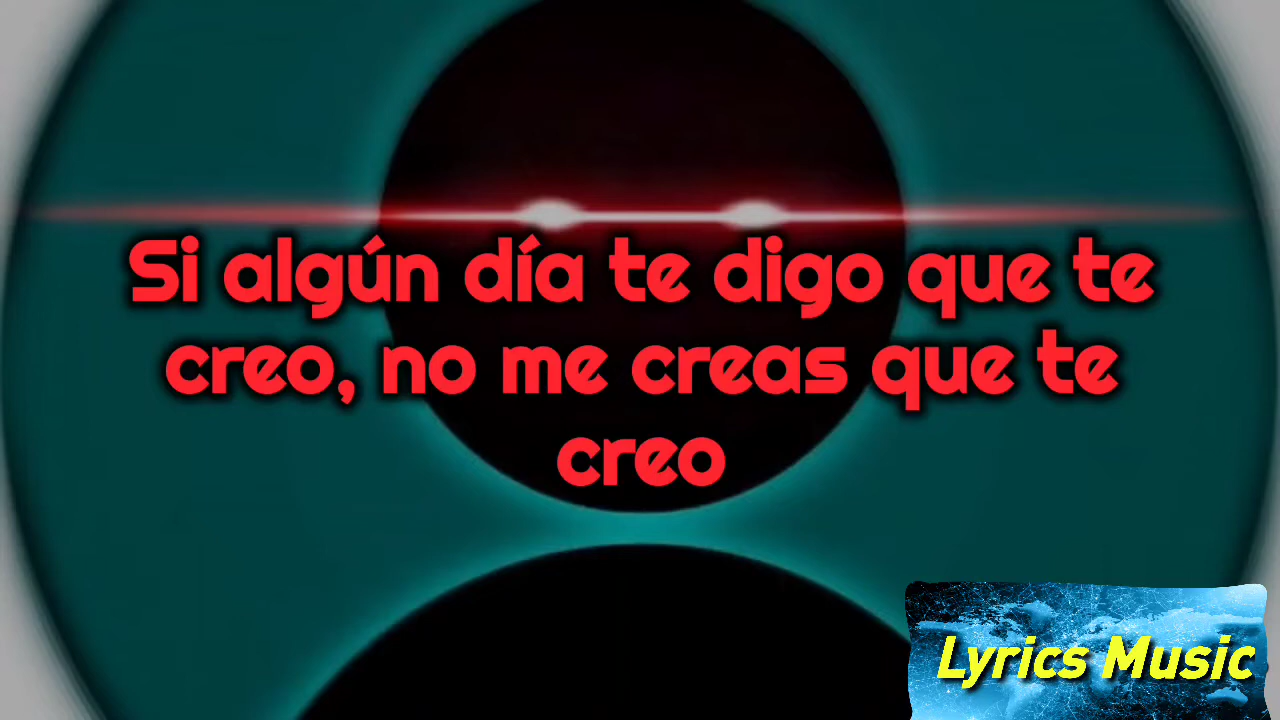 Si algún día te digo que te
creo, no me creas que te
creo
Lyrics Music